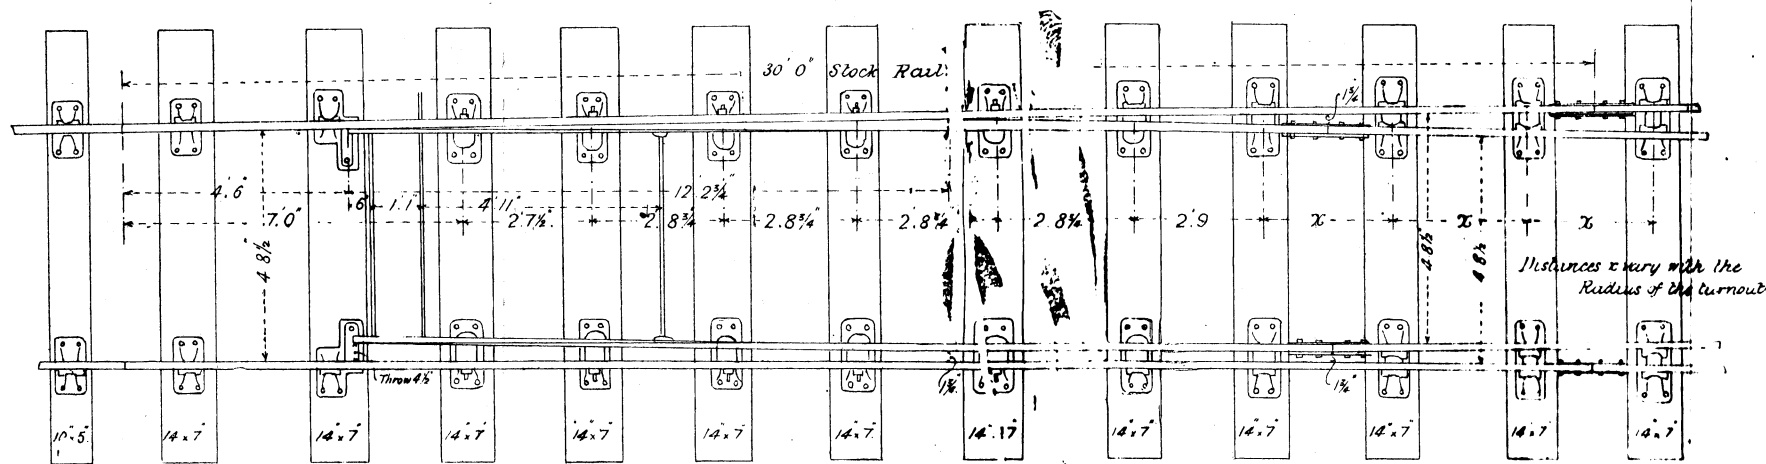 30' 0" Stock Rail.
1¾"
4'.6"
12'.2¾"
6"
1'.1"
4'.11"
7'.0"
2'.7½"
2'.8¾"
2'.8¾"
2'.8¾"
2.8¾
2'.9
x
x
x
4'8½"
4'8½"
4'8½"
Distances x vary with the
Radius of the turnout
Throw 4½"
1¾"
1¾"
10"x5"
14"x7"
14"x7"
14"x7"
14"x7"
14"x7"
14"x7"
14"x7"
14"x7"
14"x7"
14"x7"
14"x7"